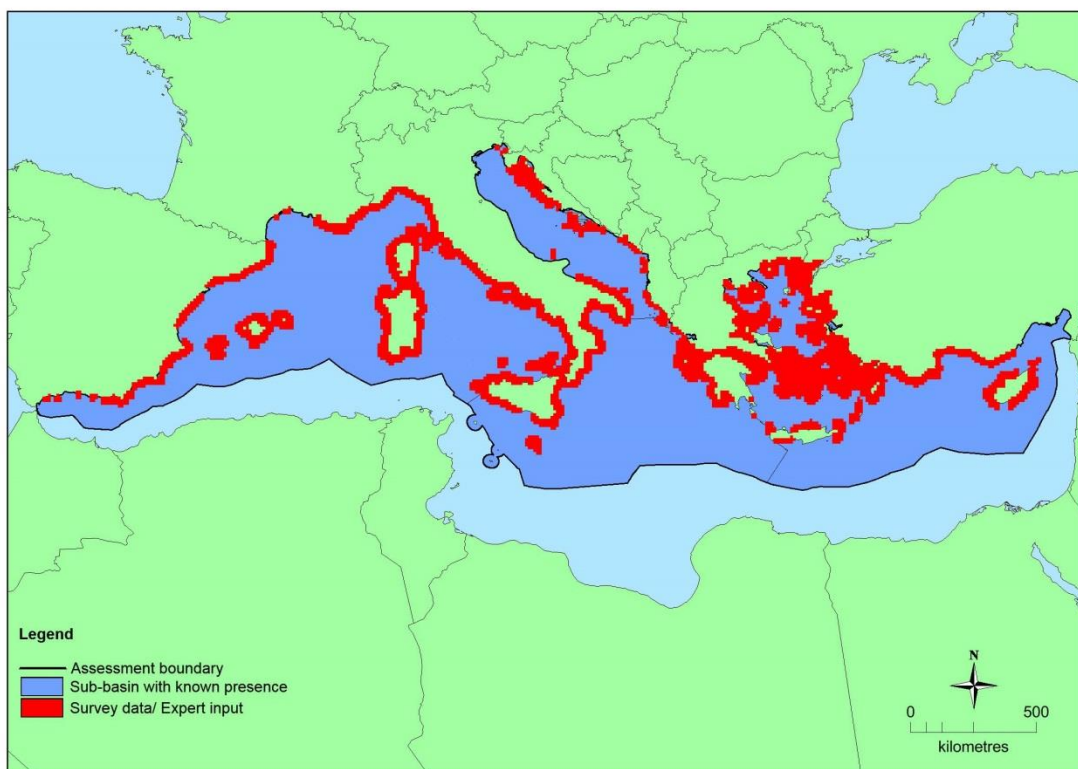 Legend
Assessment boundary
Sub-basin with known presence
Survey data/ Expert input
N
0 500
kilometres